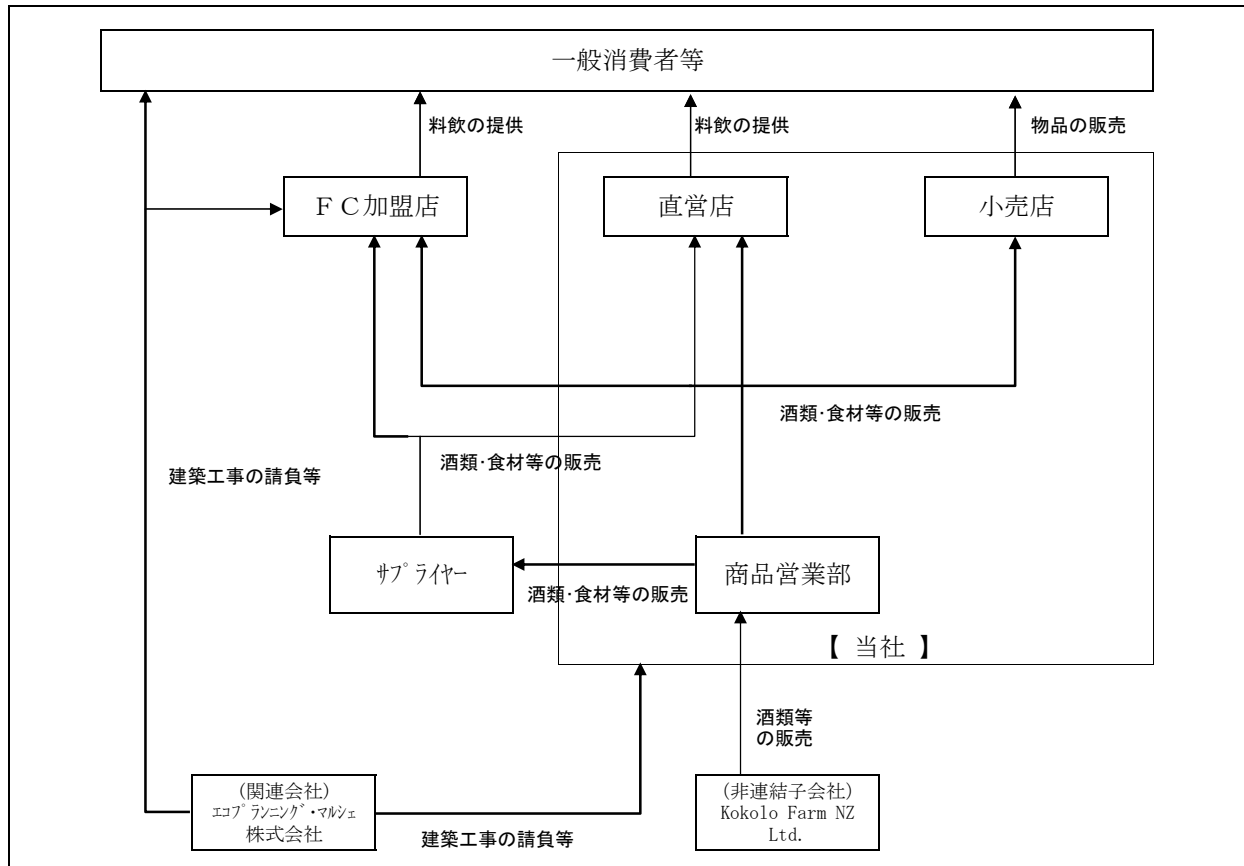 一般消費者等
料飲の提供
料飲の提供
物品の販売
ＦＣ加盟店
直営店
小売店
酒類･食材等の販売
酒類･食材等の販売
建築工事の請負等
ｻﾌﾟﾗｲﾔｰ
商品営業部
酒類･食材等の販売
【 当社 】
酒類等
の販売
(関連会社)
ｴｺﾌﾟﾗﾝﾆﾝｸﾞ・ﾏﾙｼｪ
株式会社
(非連結子会社)
Kokolo Farm NZ
Ltd.
建築工事の請負等